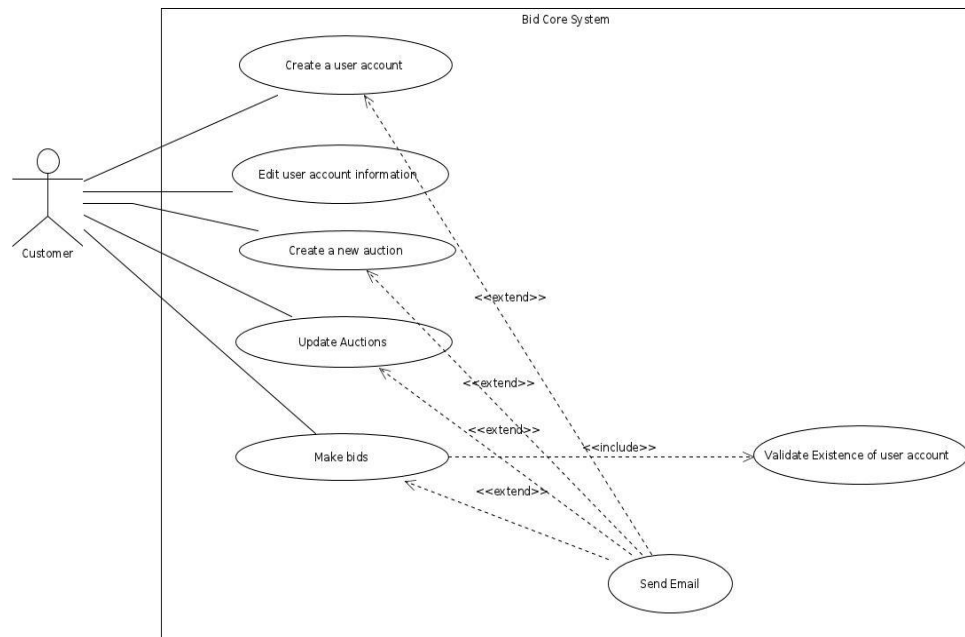 Bid Core System
Create a user account
Edit user account information
Create a new auction
Customer
<<extend>>
Update Auctions
<<extend>>
<<extend>>
<<include>>
Make bids
Validate Existence of user account
<<extend>>
Send Email